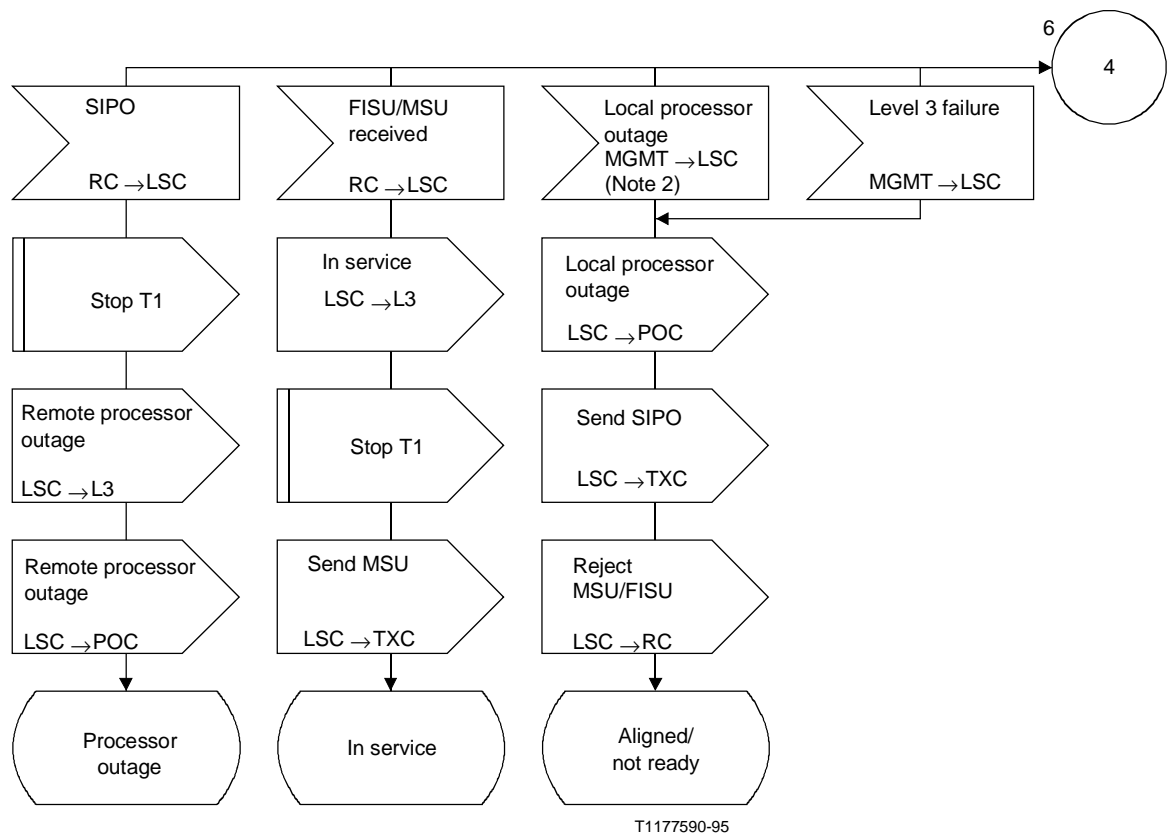 6
4
SIPO
RC → LSC
FISU/MSU
received
RC → LSC
Local processor
outage
MGMT → LSC
(Note 2)
Level 3 failure
MGMT → LSC
Stop T1
In service
LSC → L3
Local processor
outage
LSC → POC
Remote processor
outage
LSC → L3
Stop T1
Send SIPO
LSC → TXC
Remote processor
outage
LSC → POC
Send MSU
LSC → TXC
Reject
MSU/FISU
LSC → RC
Processor
outage
In service
Aligned/
not ready
T1177590-95